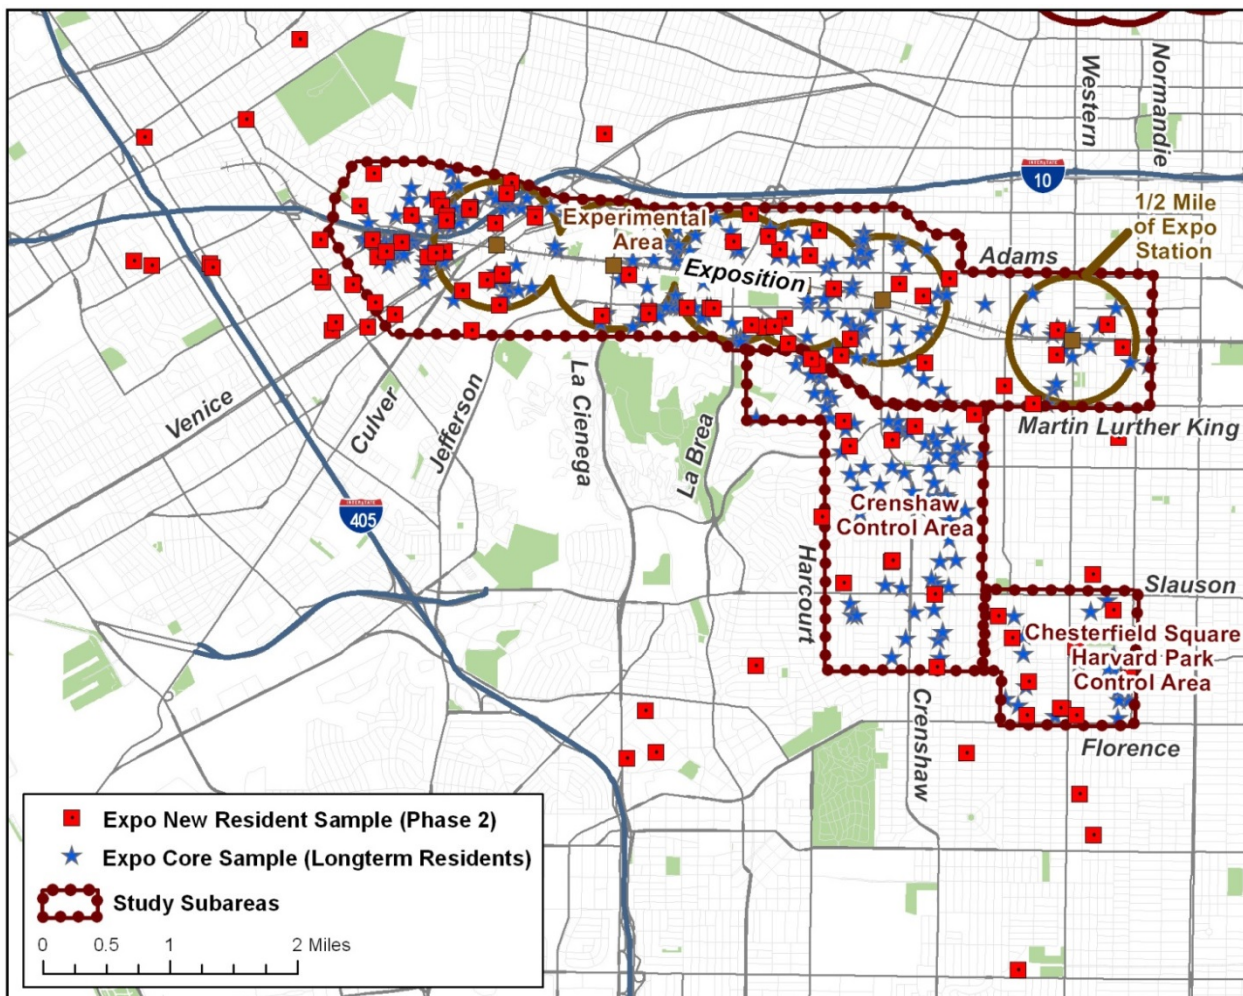 Western
Normandie
INTERSTATE
10
1/2 Mile
of Expo
Station
Experimental
Area
Adams
Exposition
Venice
Culver
Jefferson
La Cienega
La Brea
Martin Lurther King
INTERSTATE
405
Crenshaw
Control Area
Harcourt
Slauson
Chesterfield Square
Harvard Park
Control Area
Crenshaw
Florence
Expo New Resident Sample (Phase 2)
Expo Core Sample (Longterm Residents)
Study Subareas
0 0.5 1 2 Miles